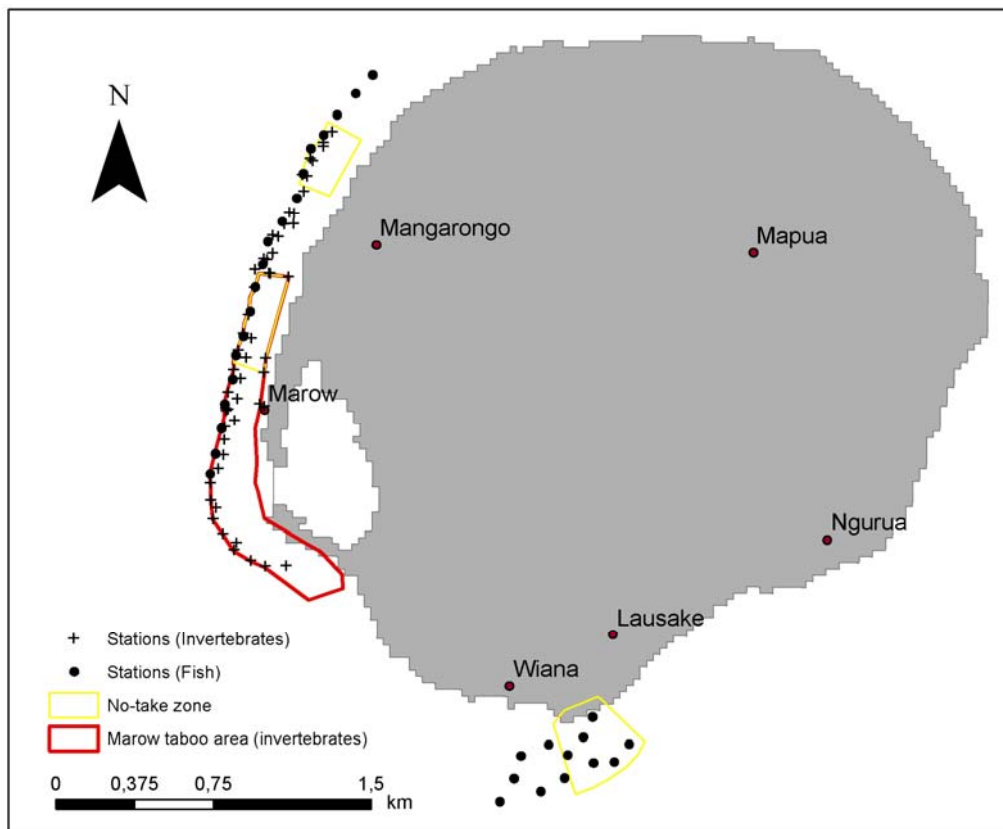 N
Mangarongo
Mapua
Marow
Ngurua
Lausake
Wiana
Stations (Invertebrates)
Stations (Fish)
No-take zone
Marow taboo area (invertebrates)
0 0,375 0,75 1,5
km